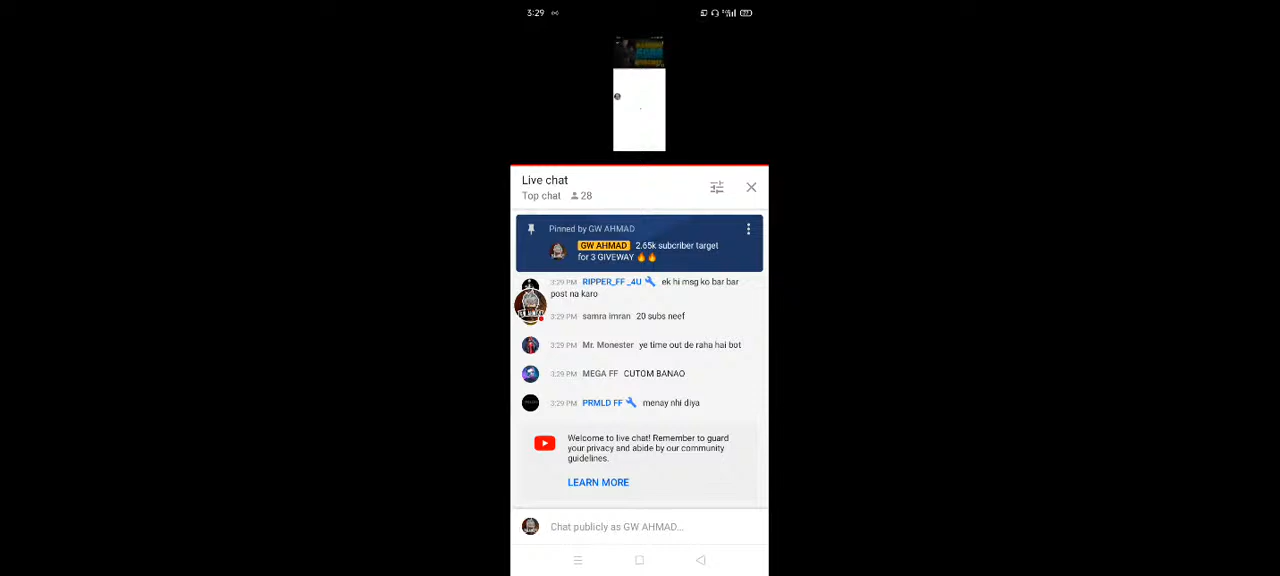 3:29
Live chat
Top chat 28
Pinned by GW AHMAD
GW AHMAD 2.65k subcriber target
for 3 GIVEWAY 🔥🔥
3:29 PM RIPPER_FF _4U ek hi msg ko bar bar
post na karo
3:29 PM samra imran 20 subs neef
3:29 PM Mr. Monester ye time out de raha hai bot
3:29 PM MEGA FF CUTOM BANAO
3:29 PM PRMLD FF menay nhi diya
Welcome to live chat! Remember to guard
your privacy and abide by our community
guidelines.
LEARN MORE
Chat publicly as GW AHMAD...